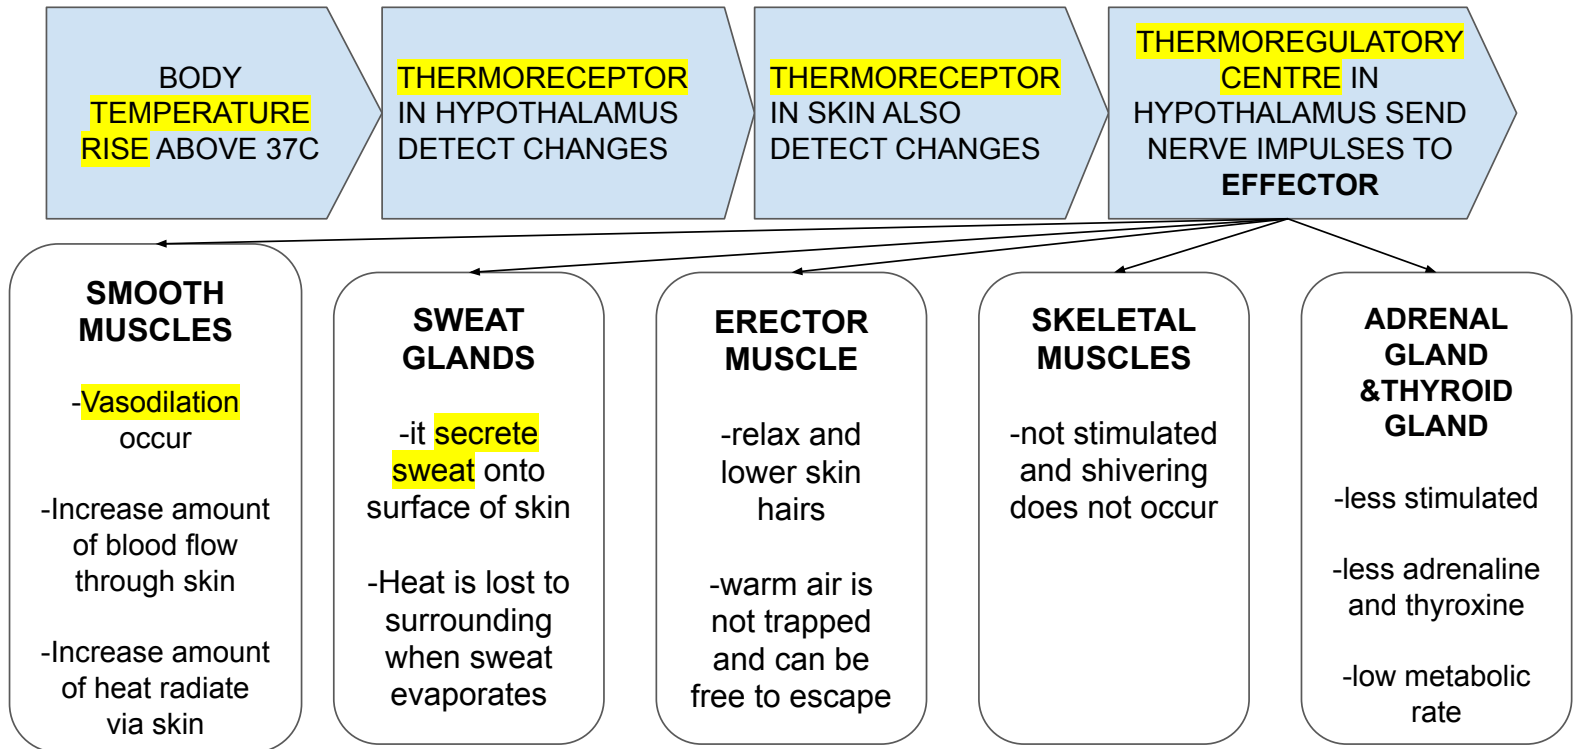 BODY
TEMPERATURE
RISE ABOVE 37C
THERMORECEPTOR
IN HYPOTHALAMUS
DETECT CHANGES
THERMORECEPTOR
IN SKIN ALSO
DETECT CHANGES
THERMOREGULATORY
CENTRE IN
HYPOTHALAMUS SEND
NERVE IMPULSES TO
EFFECTOR
SMOOTH
MUSCLES
-Vasodilation
occur
-Increase amount
of blood flow
through skin
-Increase amount
of heat radiate
via skin
SWEAT
GLANDS
-it secrete
sweat onto
surface of skin
-Heat is lost to
surrounding
when sweat
evaporates
ERECTOR
MUSCLE
-relax and
lower skin
hairs
-warm air is
not trapped
and can be
free to escape
SKELETAL
MUSCLES
-not stimulated
and shivering
does not occur
ADRENAL
GLAND
&THYROID
GLAND
-less stimulated
-less adrenaline
and thyroxine
-low metabolic
rate